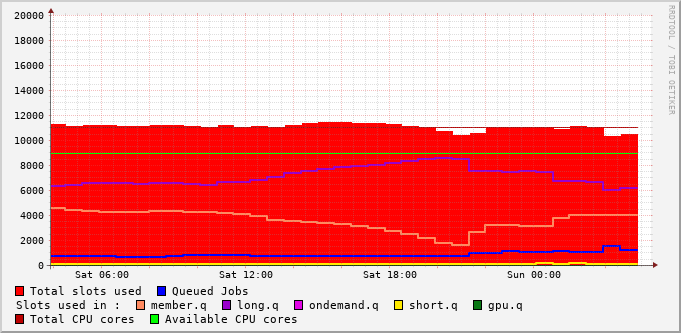 RRDTOOL / TOBI OETIKER
20000
18000
16000
14000
12000
10000
8000
6000
4000
2000
0
Sat 06:00 Sat 12:00 Sat 18:00 Sun 00:00
Total slots used Queued Jobs
Slots used in : member.q long.q ondemand.q short.q gpu.q
Total CPU cores Available CPU cores